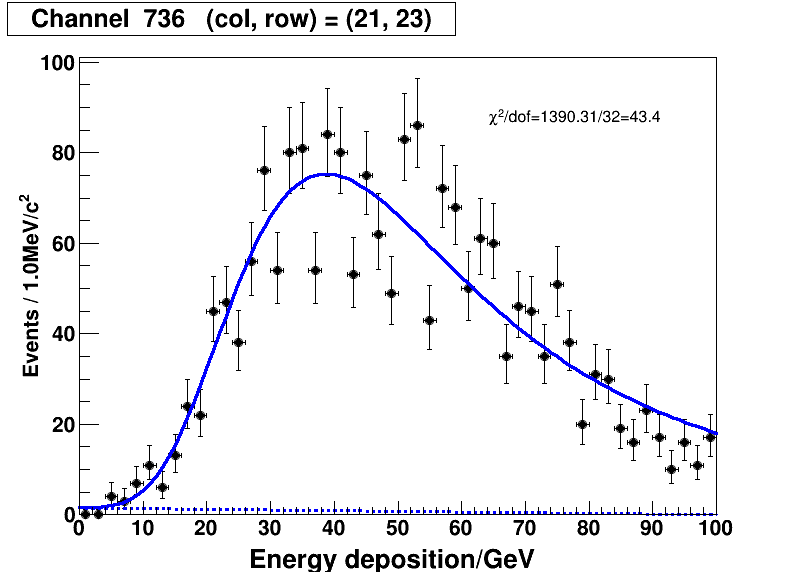 Channel 736 (col, row) = (21, 23)
χ²/dof=1390.31/32=43.4
Events / 1.0MeV/c²
100
80
60
40
20
0
0 10 20 30 40 50 60 70 80 90 100
Energy deposition/GeV